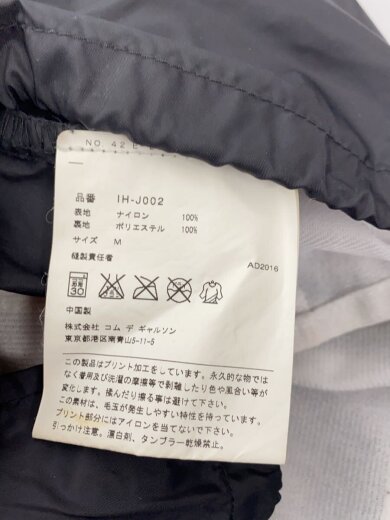 NO. 42
品番 IH-J002
表地 ナイロン 100%
裏地 ポリエステル 100%
サイズ M
縫製責任者
AD2016
30
中国製
株式会社 コム デ ギャルソン
東京都港区南青山5-11-5
この製品はプリント加工をしています。永久的な物では
なく着用及び洗濯の摩擦等で剥離したり色や風合い等が
変化します。揉んだり擦る事は避けて下さい。
この素材は、毛玉が発生しやすい特性を持っています。
プリント部分にはアイロンを当てないで下さい。
引っかけ注意。漂白剤、タンブラー乾燥禁止。